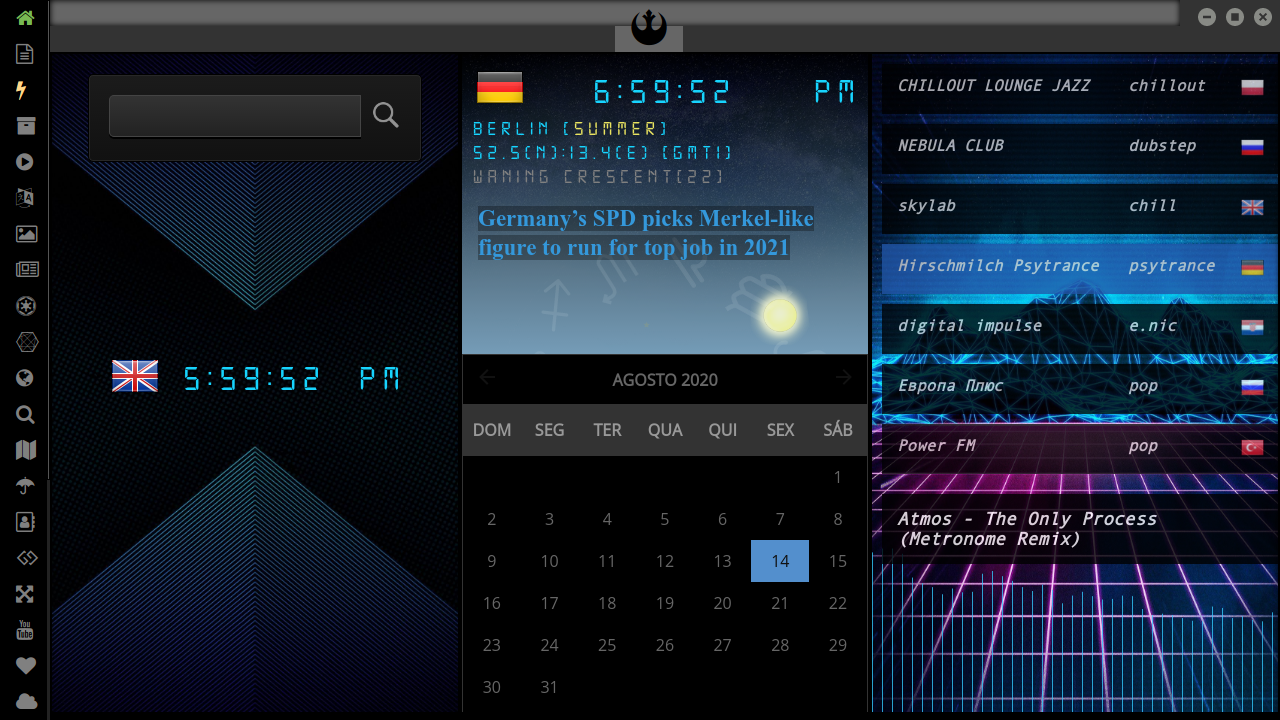 5:59:52 PM
6:59:52 PM
BERLIN (SUMMER)
52.5(N):13.4(E) (GMT1)
WANING CRESCENT(22)
Germany's SPD picks Merkel-like
figure to run for top job in 2021
AGOSTO 2020
DOM SEG TER QUA QUI SEX SÁB
1
2 3 4 5 6 7 8
9 10 11 12 13 14 15
16 17 18 19 20 21 22
23 24 25 26 27 28 29
30 31
CHILLOUT LOUNGE JAZZ chillout
NEBULA CLUB dubstep
skylab chill
Hirschmilch Psytrance psytrance
digital impulse e.nic
Европа Плюс pop
Power FM pop
Atmos - The Only Process
(Metronome Remix)
You
Tube